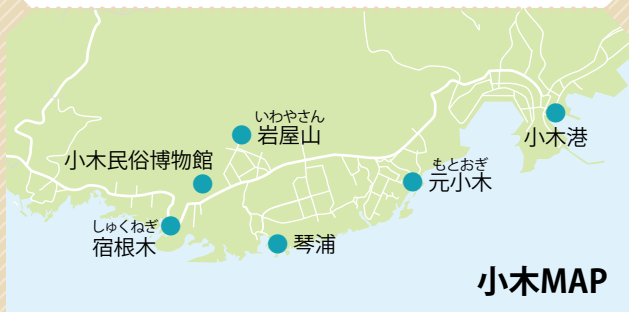 いわやさん
岩屋山
小木港
小木民俗博物館
もとおぎ
元小木
しゅくねぎ
宿根木
琴浦
小木MAP